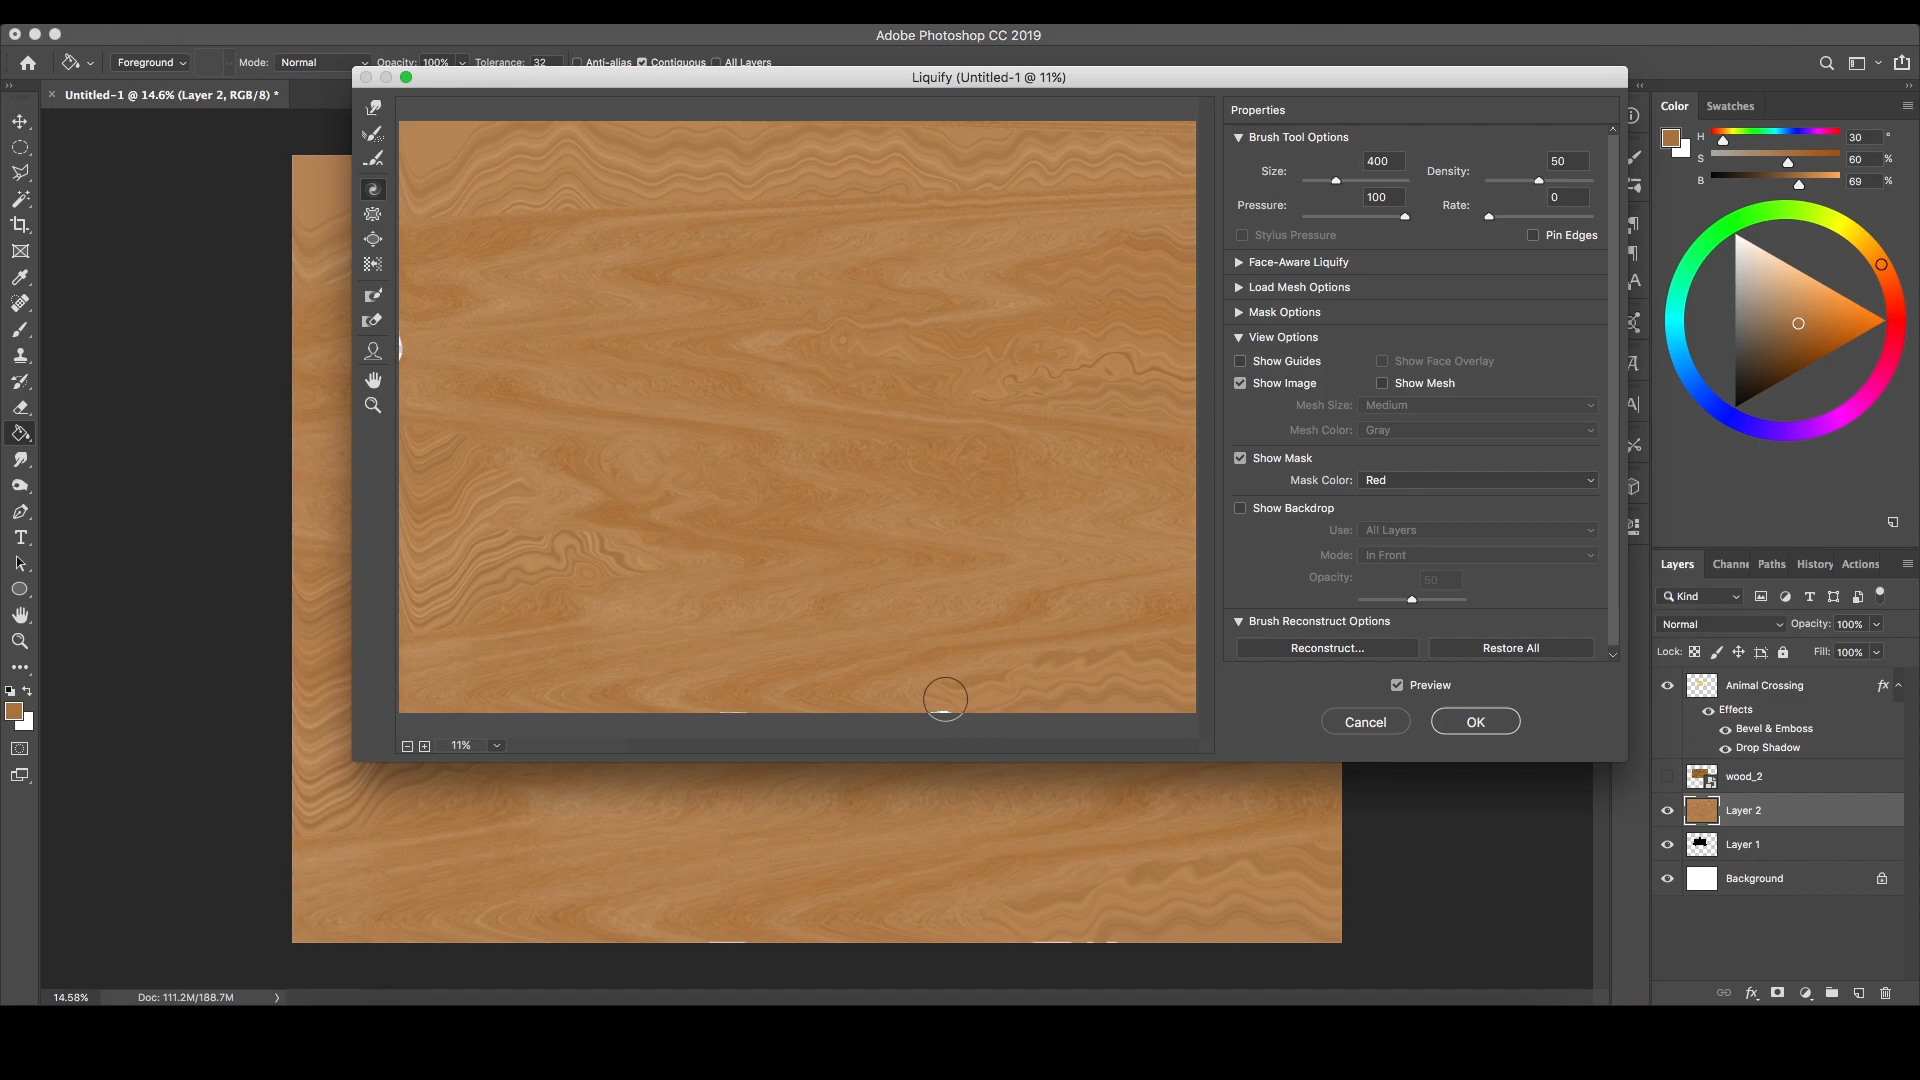 Adobe Photoshop CC 2019
Foreground Mode: Normal Opacity: 100% Tolerance: 32 Anti-alias Contiguous All Layers
Liquify (Untitled-1 @ 11%)
Untitled-1 @ 14.6% (Layer 2, RGB/8) *
Properties
Brush Tool Options
Size: 400 Density: 50
Pressure: 100 Rate: 0
Stylus Pressure Pin Edges
Face-Aware Liquify
Load Mesh Options
Mask Options
View Options
Show Guides Show Face Overlay
Show Image Show Mesh
Mesh Size: Medium
Mesh Color: Gray
Show Mask
Mask Color: Red
Show Backdrop
Use: All Layers
Mode: In Front
Opacity: 50
Brush Reconstruct Options
Reconstruct... Restore All
Preview
Cancel OK
11%
Color Swatches
H 30 °
S 60 %
B 69 %
Layers Channe Paths History Actions
Kind
Normal Opacity: 100%
Lock: Fill: 100%
Animal Crossing fx
Effects
Bevel & Emboss
Drop Shadow
wood_2
Layer 2
Layer 1
Background
14.58% Doc: 111.2M/188.7M